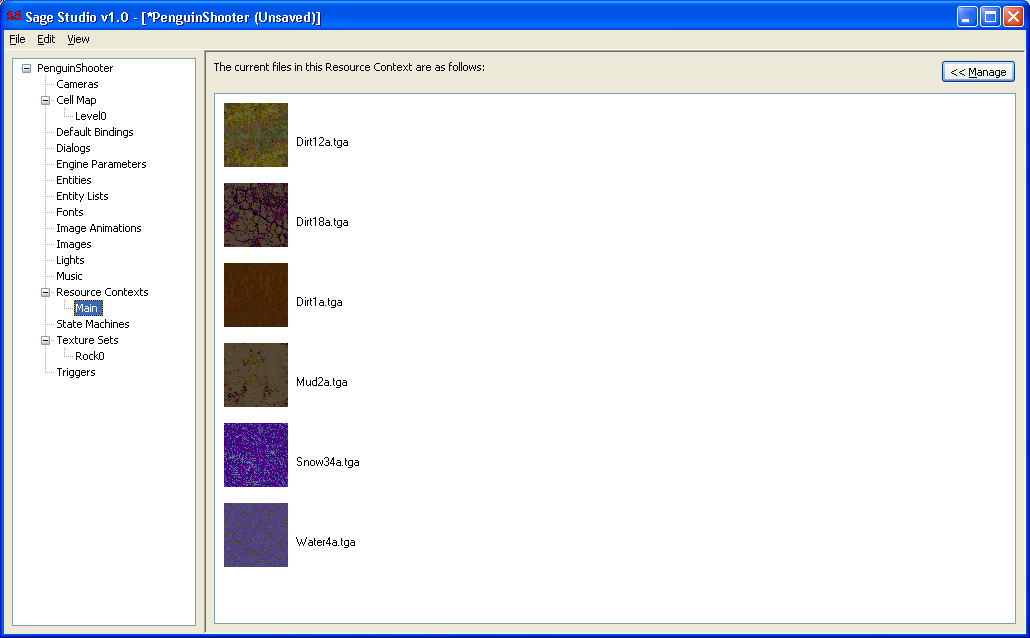 SS Sage Studio v1.0 - [*PenguinShooter (Unsaved)]
File Edit View
PenguinShooter
Cameras
Cell Map
Level0
Default Bindings
Dialogs
Engine Parameters
Entities
Entity Lists
Fonts
Image Animations
Images
Lights
Music
Resource Contexts
Main
State Machines
Texture Sets
Rock0
Triggers
The current files in this Resource Context are as follows:
<< Manage
Dirt12a.tga
Dirt18a.tga
Dirt1a.tga
Mud2a.tga
Snow34a.tga
Water4a.tga